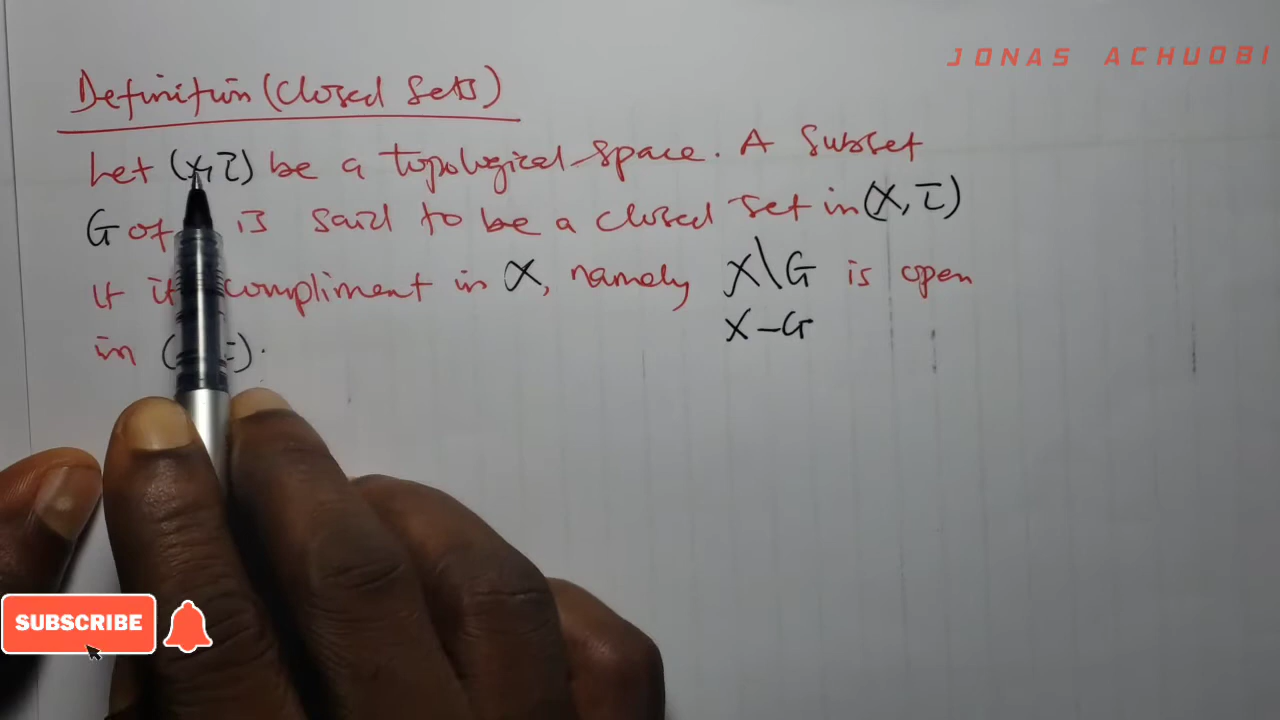 JONAS ACHUOBI
Definition (Closed Sets)
Let (X, τ) be a topological space. A subset
G of is said to be a closed set in (X, τ)
if compliment in X, namely X\G is open
X-G
in
SUBSCRIBE